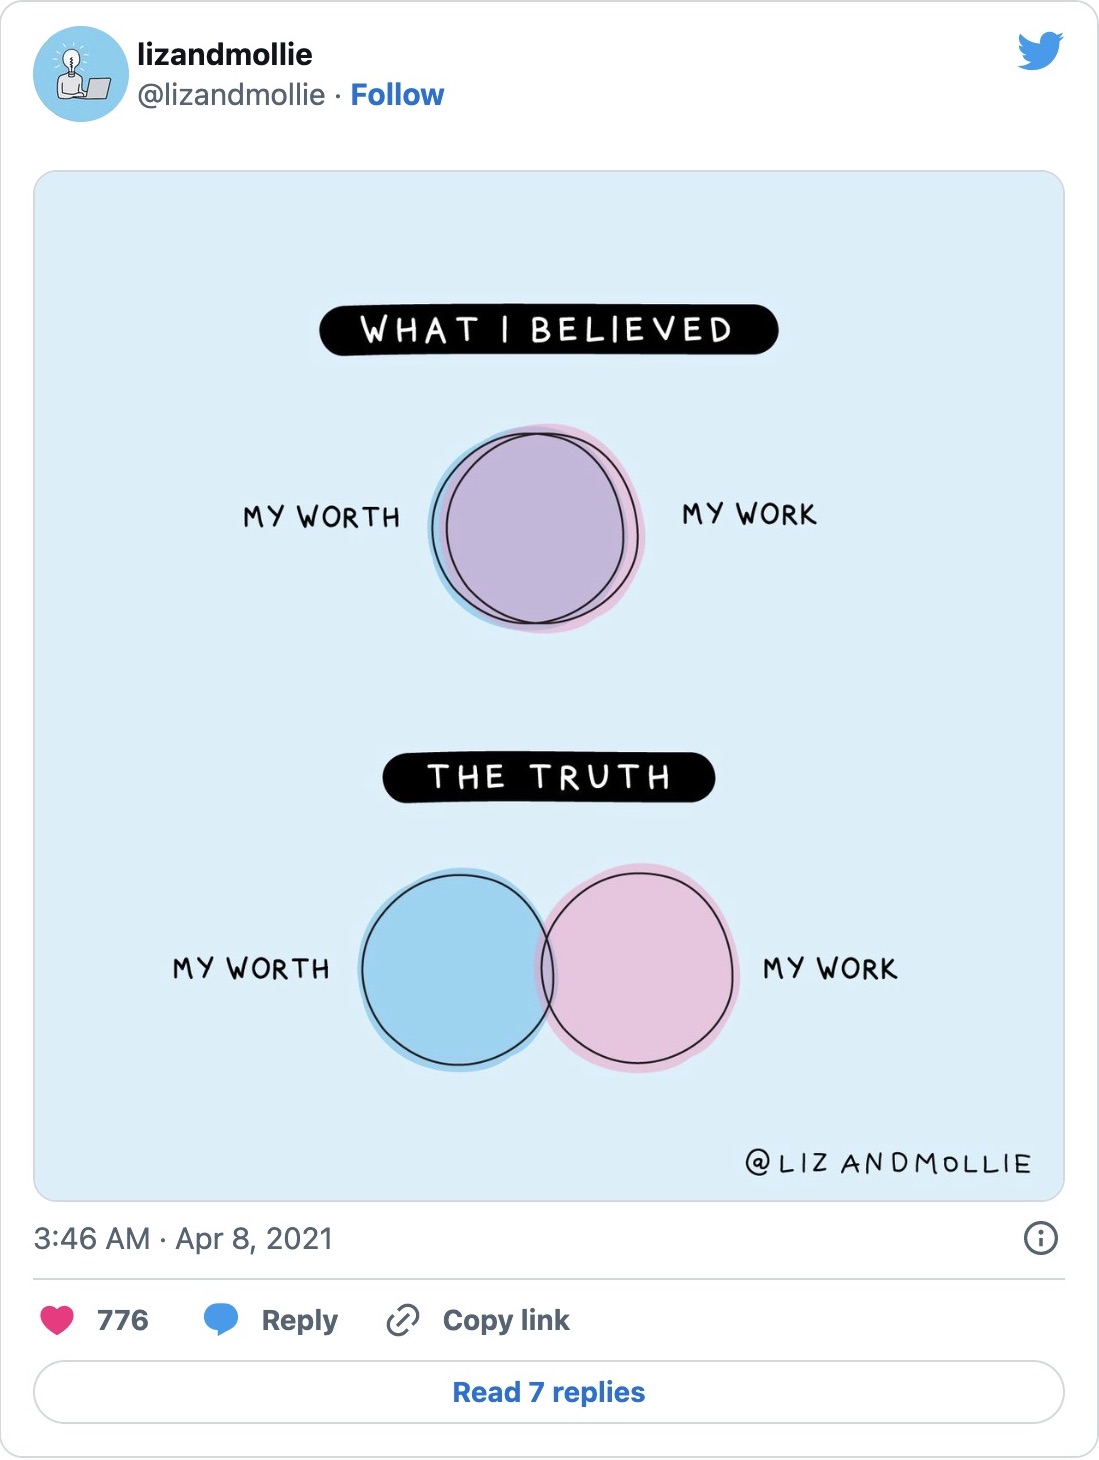 lizandmollie
@lizandmollie · Follow
WHAT I BELIEVED
MY WORTH
MY WORK
THE TRUTH
MY WORTH
MY WORK
@LIZANDMOLLIE
3:46 AM · Apr 8, 2021
776 Reply Copy link
Read 7 replies